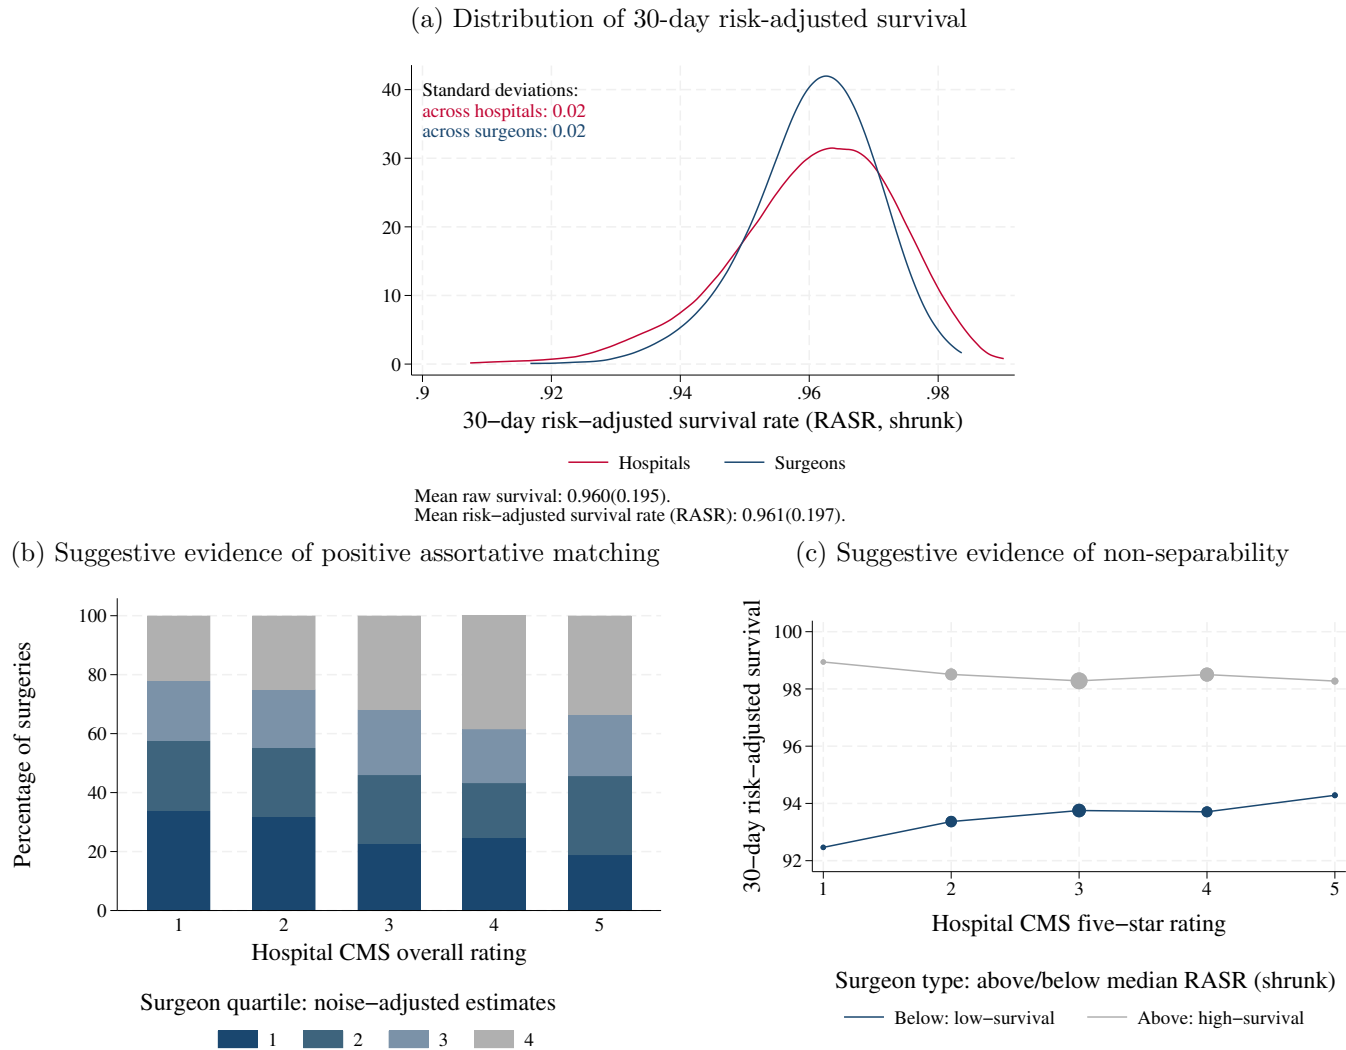 (a) Distribution of 30-day risk-adjusted survival
Standard deviations:
across hospitals: 0.02
across surgeons: 0.02
40
30
20
10
0
.9 .92 .94 .96 .98
30−day risk−adjusted survival rate (RASR, shrunk)
Hospitals Surgeons
Mean raw survival: 0.960(0.195).
Mean risk−adjusted survival rate (RASR): 0.961(0.197).
(b) Suggestive evidence of positive assortative matching
Percentage of surgeries
100
80
60
40
20
0
1 2 3 4 5
Hospital CMS overall rating
Surgeon quartile: noise−adjusted estimates
1 2 3 4
(c) Suggestive evidence of non-separability
30−day risk−adjusted survival
100
98
96
94
92
1 2 3 4 5
Hospital CMS five−star rating
Surgeon type: above/below median RASR (shrunk)
Below: low−survival Above: high−survival